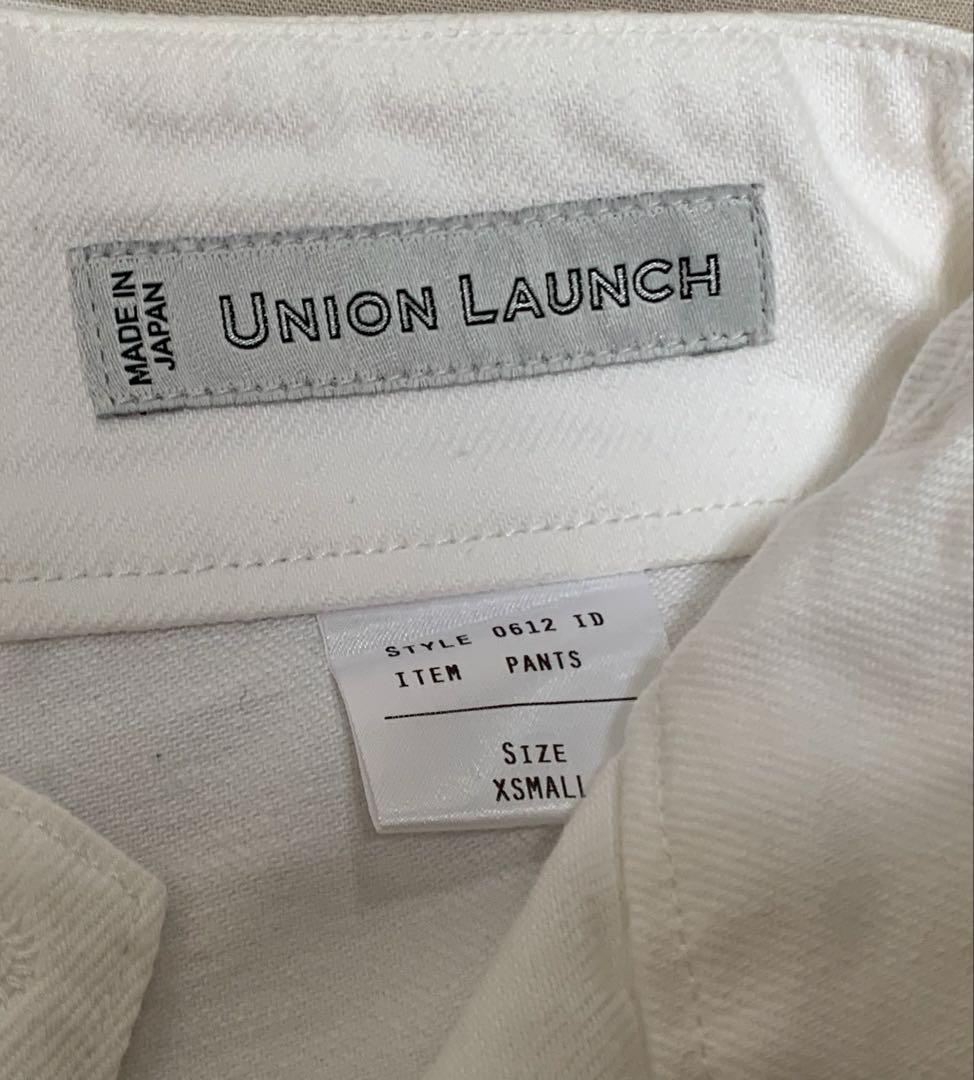 MADE IN
JAPAN
UNION LAUNCH
STYLE 0612 ID
ITEM PANTS
SIZE
XSMALL